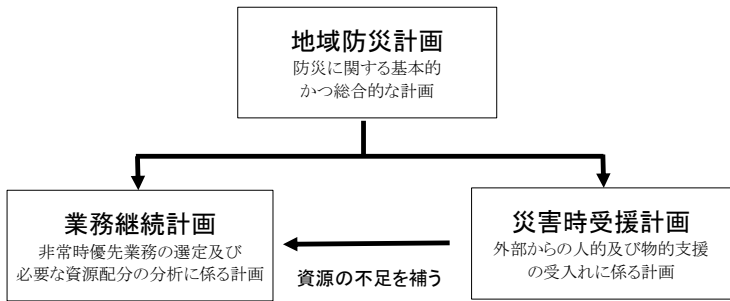 地域防災計画
防災に関する基本的
かつ総合的な計画
業務継続計画
非常時優先業務の選定及び
必要な資源配分の分析に係る計画
資源の不足を補う
災害時受援計画
外部からの人的及び物的支援
の受入れに係る計画